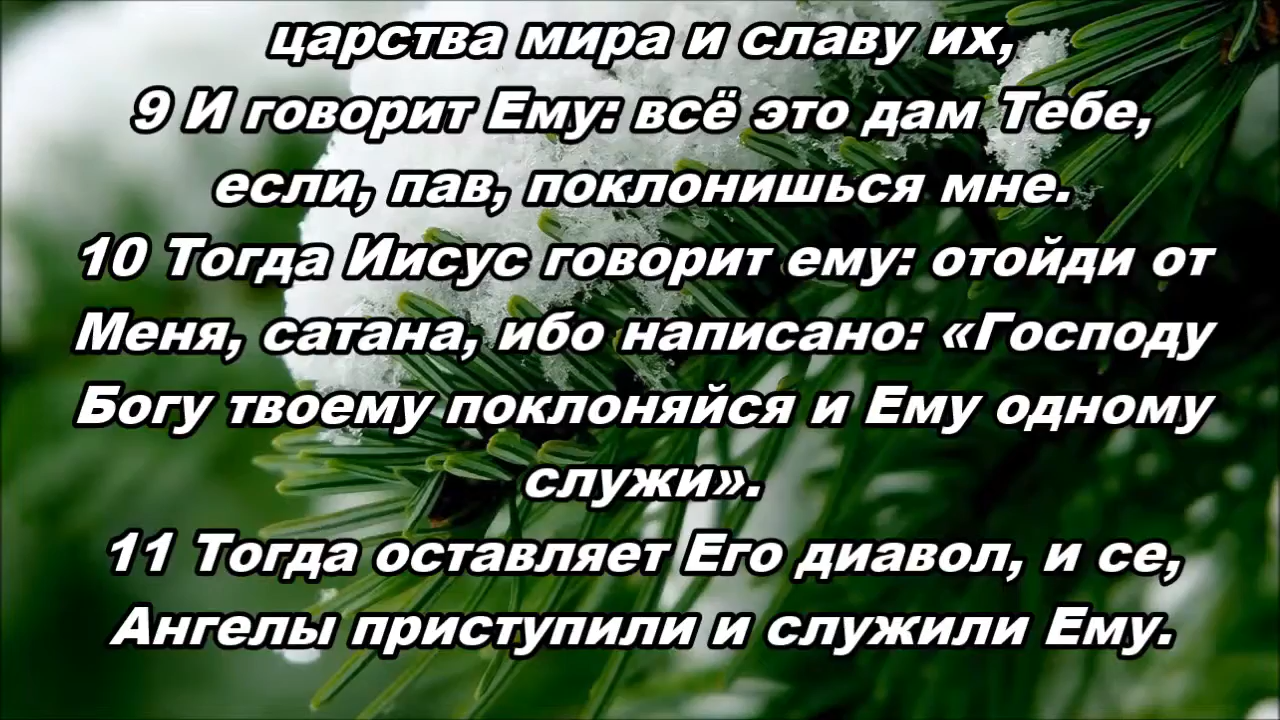 царства мира и славу их,
9 И говорит Ему: всё это дам Тебе,
если, пав, поклонишься мне.
10 Тогда Иисус говорит ему: отойди от
Меня, сатана, ибо написано: «Господу
Богу твоему поклоняйся и Ему одному
служи».
11 Тогда оставляет Его диавол, и се,
Ангелы приступили и служили Ему.